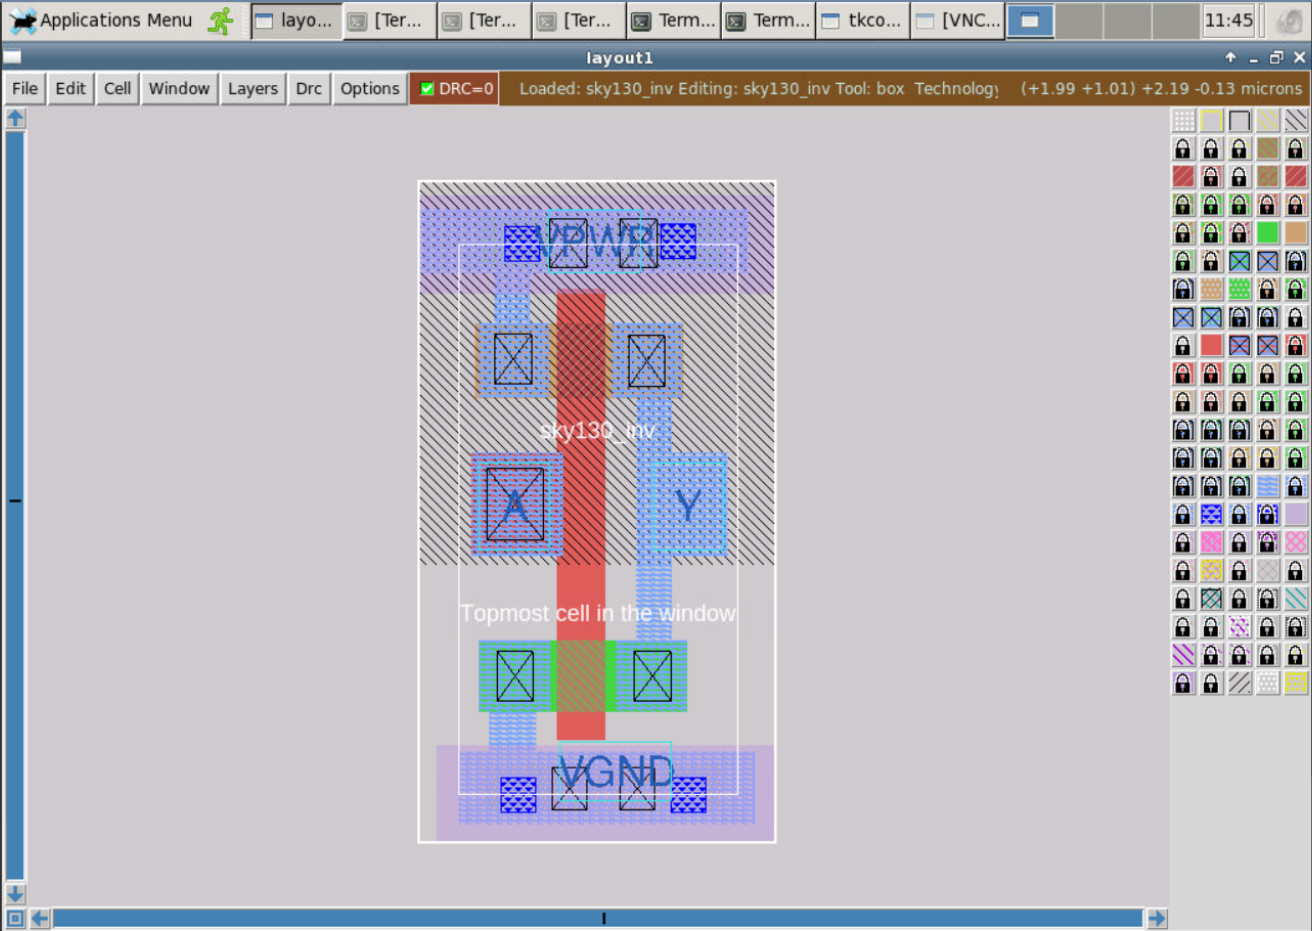 Applications Menu layo... [Ter... [Ter... [Ter... Term... Term... tkco... [VNC... 11:45
layout1
File Edit Cell Window Layers Drc Options DRC=0 Loaded: sky130_inv Editing: sky130_inv Tool: box Technology (+1.99 +1.01) +2.19 -0.13 microns
VPWR
sky130_inv
A Y
Topmost cell in the window
VGND